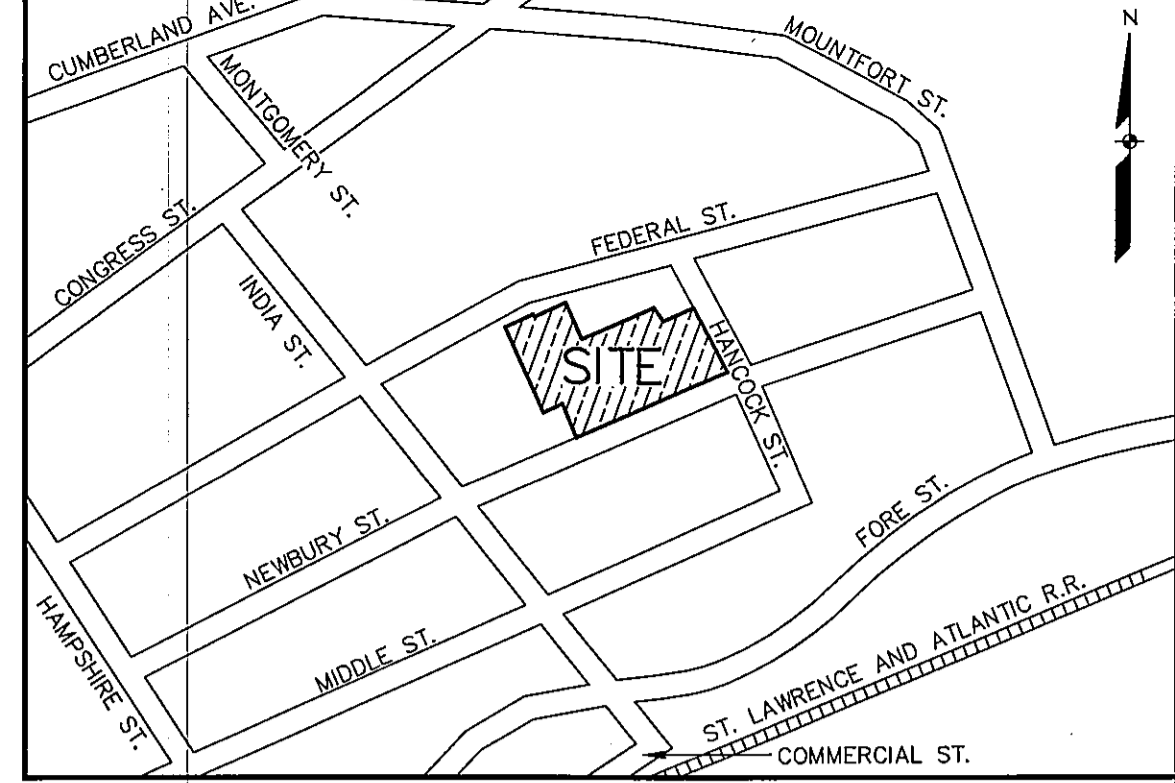 CUMBERLAND AVE.
MONTGOMERY ST.
MOUNTFORT ST.
N
CONGRESS ST.
FEDERAL ST.
INDIA ST.
SITE
HANCOCK ST.
NEWBURY ST.
FORE ST.
HAMPSHIRE ST.
MIDDLE ST.
ST. LAWRENCE AND ATLANTIC R.R.
COMMERCIAL ST.